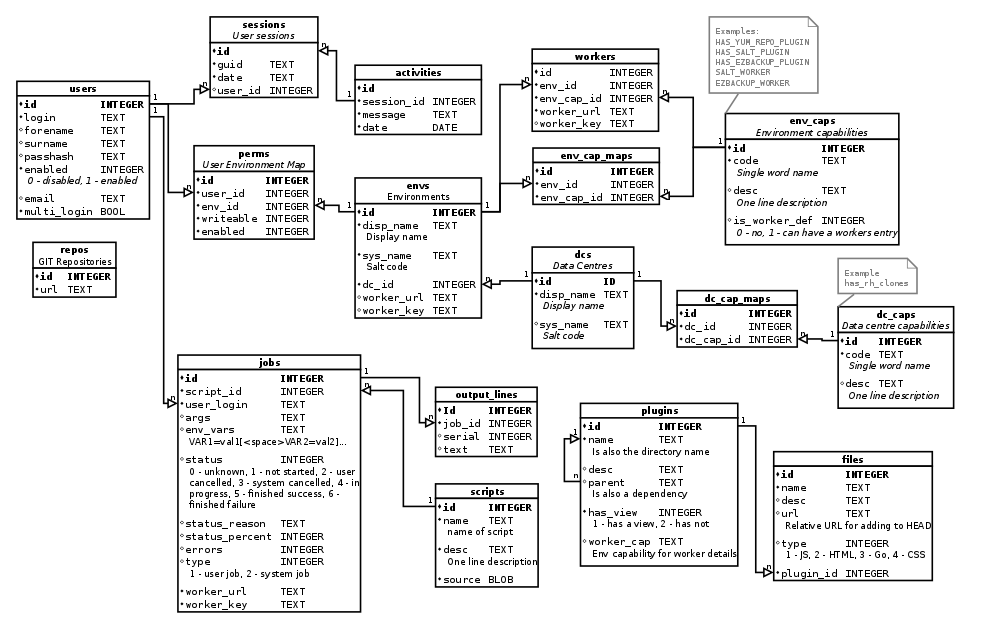 sessions
User sessions
id
guid TEXT
date TEXT
user_id INTEGER
users
id INTEGER
login TEXT
forename TEXT
surname TEXT
passhash TEXT
enabled INTEGER
0 - disabled, 1 - enabled
email TEXT
multi_login BOOL
activities
id
session_id INTEGER
message TEXT
date DATE
workers
id INTEGER
env_id INTEGER
env_cap_id INTEGER
worker_url TEXT
worker_key TEXT
Examples:
HAS_YUM_REPO_PLUGIN
HAS_SALT_PLUGIN
HAS_EZBACKUP_PLUGIN
SALT_WORKER
EZBACKUP_WORKER
env_caps
Environment capabilities
id INTEGER
code TEXT
Single word name
desc TEXT
One line description
is_worker_def INTEGER
0 - no, 1 - can have a workers entry
perms
User Environment Map
id INTEGER
user_id INTEGER
env_id INTEGER
writeable INTEGER
enabled INTEGER
env_cap_maps
id INTEGER
env_id INTEGER
env_cap_id INTEGER
envs
Environments
id INTEGER
disp_name TEXT
Display name
sys_name TEXT
Salt code
dc_id INTEGER
worker_url TEXT
worker_key TEXT
repos
GIT Repositories
id INTEGER
url TEXT
dcs
Data Centres
id ID
disp_name TEXT
Display name
sys_name TEXT
Salt code
dc_cap_maps
id INTEGER
dc_id INTEGER
dc_cap_id INTEGER
Example
has_rh_clones
dc_caps
Data centre capabilities
id INTEGER
code TEXT
Single word name
desc TEXT
One line description
jobs
id INTEGER
script_id INTEGER
user_login TEXT
args TEXT
env_vars TEXT
VAR1=val1[<space>VAR2=val2]...
status INTEGER
0 - unknown, 1 - not started, 2 - user
cancelled, 3 - system cancelled, 4 - in
progress, 5 - finished success, 6 -
finished failure
status_reason TEXT
status_percent INTEGER
errors INTEGER
type INTEGER
1 - user job, 2 - system job
worker_url TEXT
worker_key TEXT
output_lines
Id INTEGER
job_id INTEGER
serial INTEGER
text TEXT
scripts
id INTEGER
name TEXT
name of script
desc TEXT
One line description
source BLOB
plugins
id INTEGER
name TEXT
Is also the directory name
desc TEXT
parent TEXT
Is also a dependency
has_view INTEGER
1 - has a view, 2 - has not
worker_cap TEXT
Env capability for worker details
files
id INTEGER
name TEXT
desc TEXT
url TEXT
Relative URL for adding to HEAD
type INTEGER
1 - JS, 2 - HTML, 3 - Go, 4 - CSS
plugin_id INTEGER